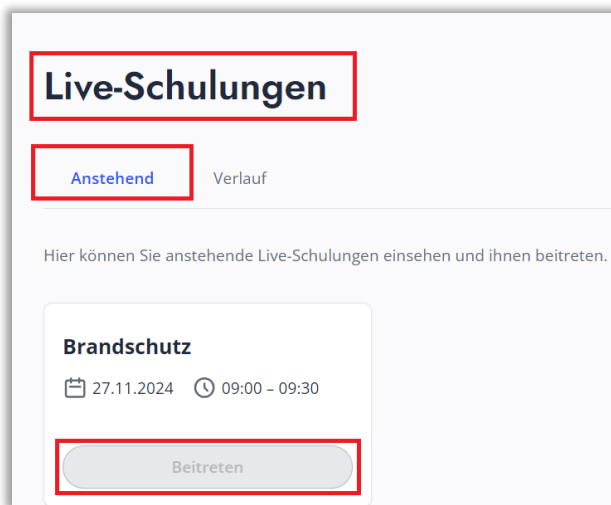 Live-Schulungen
Anstehend Verlauf
Hier können Sie anstehende Live-Schulungen einsehen und ihnen beitreten.
Brandschutz
27.11.2024 09:00 – 09:30
Beitreten